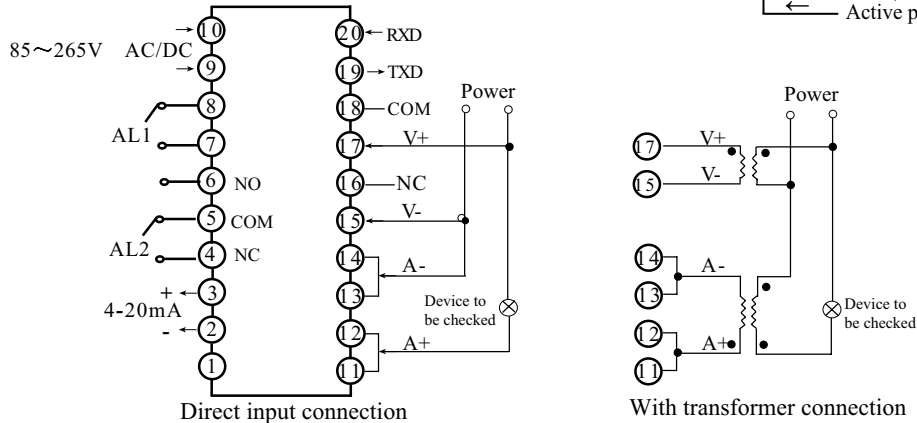 Active p
85～265V AC/DC
10
9
8
AL1
7
6 NO
5 COM
AL2
4 NC
3 +
4-20mA
2 -
1
20 RXD
19 TXD
18 COM
17 V+
16 NC
15 V-
14
A-
13
12
A+
11
Power
Device to
be checked
Direct input connection
Power
17 V+
15 V-
14
A-
13
12
A+
11
Device to
be checked
With transformer connection